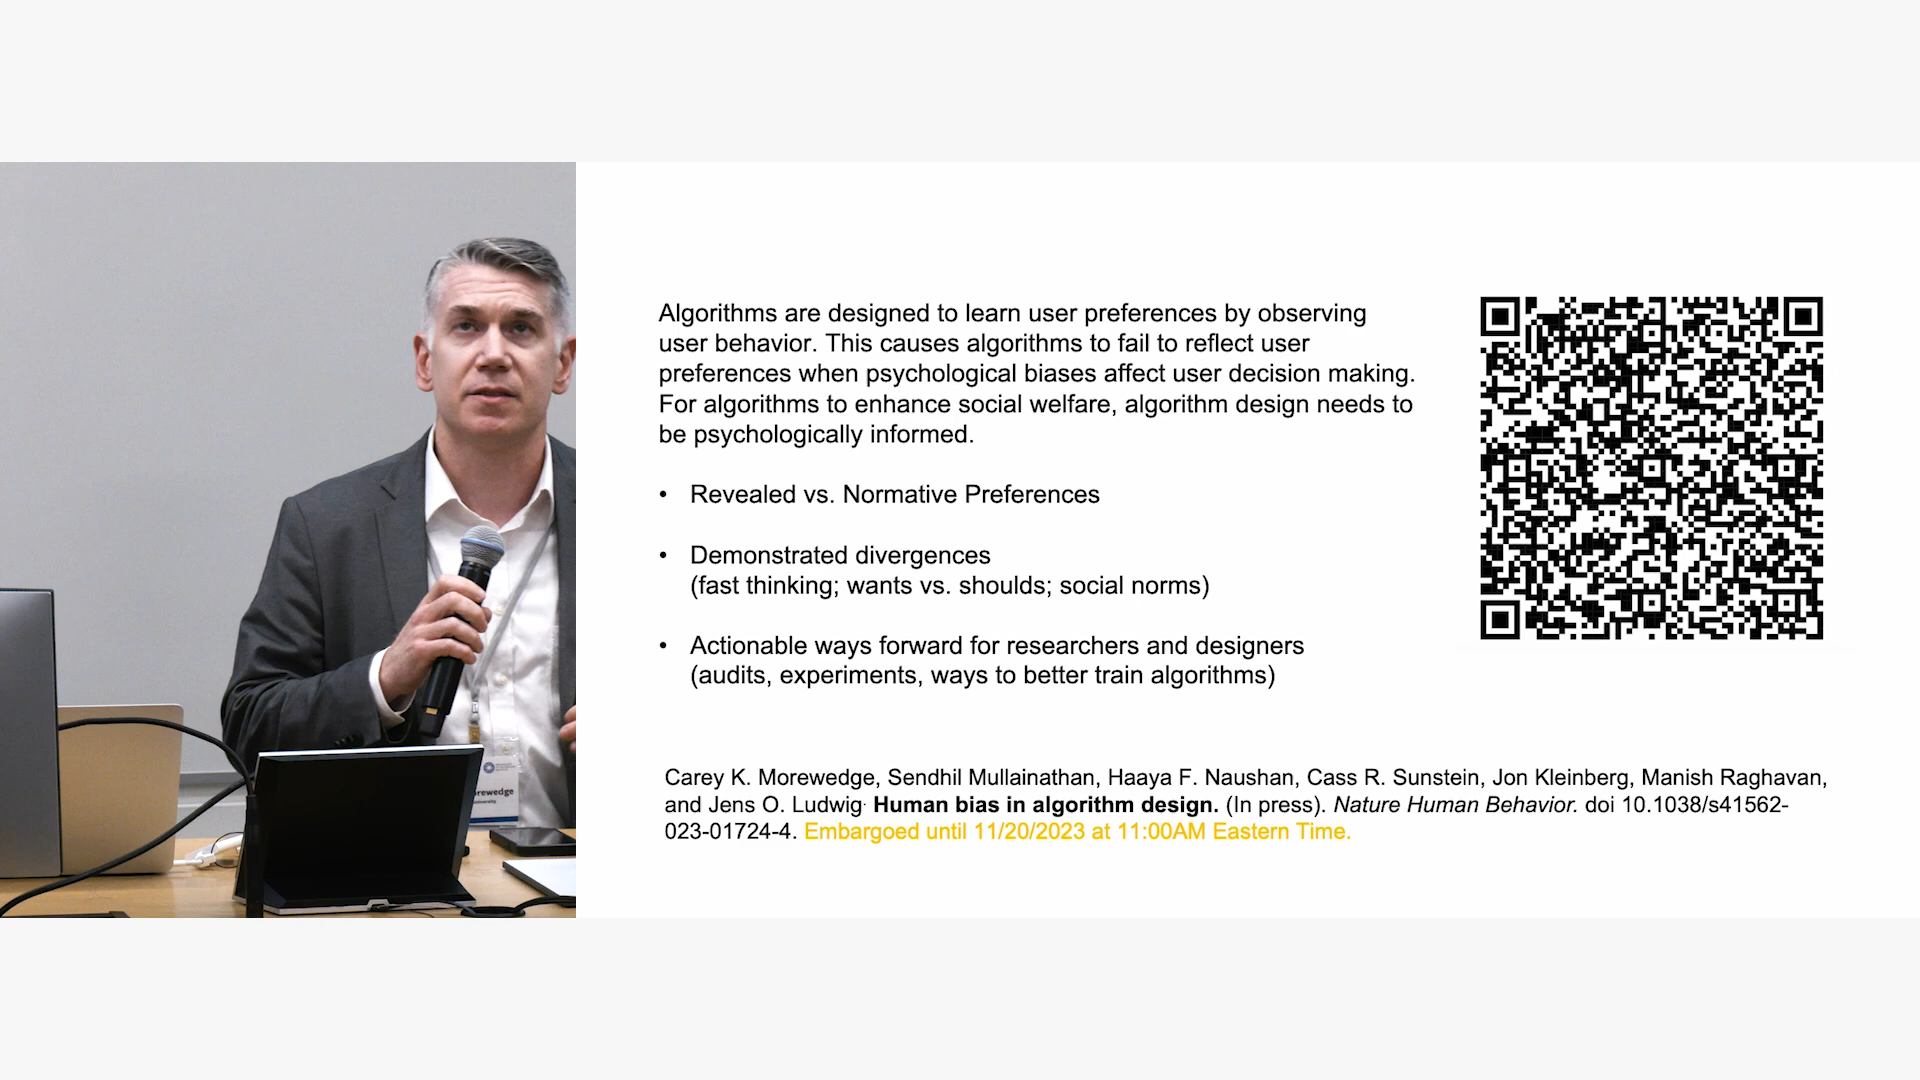 Algorithms are designed to learn user preferences by observing
user behavior. This causes algorithms to fail to reflect user
preferences when psychological biases affect user decision making.
For algorithms to enhance social welfare, algorithm design needs to
be psychologically informed.
• Revealed vs. Normative Preferences
• Demonstrated divergences
(fast thinking; wants vs. shoulds; social norms)
• Actionable ways forward for researchers and designers
(audits, experiments, ways to better train algorithms)
Carey K. Morewedge, Sendhil Mullainathan, Haaya F. Naushan, Cass R. Sunstein, Jon Kleinberg, Manish Raghavan,
and Jens O. Ludwig. Human bias in algorithm design. (In press). Nature Human Behavior. doi 10.1038/s41562-
023-01724-4. Embargoed until 11/20/2023 at 11:00AM Eastern Time.
rewedge
iversity